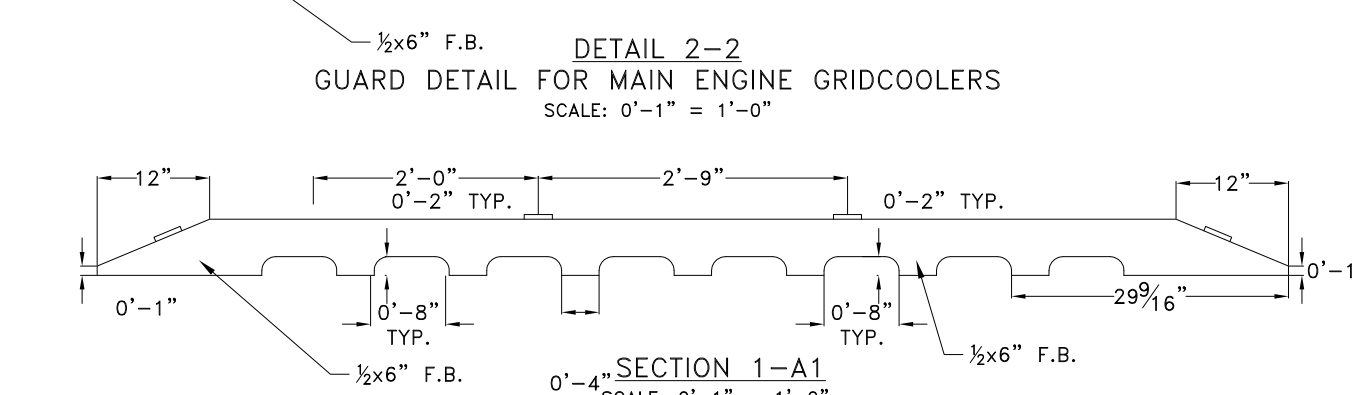 ½x6" F.B.
DETAIL 2-2
GUARD DETAIL FOR MAIN ENGINE GRIDCOOLERS
SCALE: 0'-1" = 1'-0"
12"
2'-0"
2'-9"
12"
0'-2" TYP.
0'-2" TYP.
0'-1"
0'-1
29 9/16"
0'-8"
TYP.
0'-8"
TYP.
½x6" F.B.
½x6" F.B.
0'-4"
SECTION 1-A1